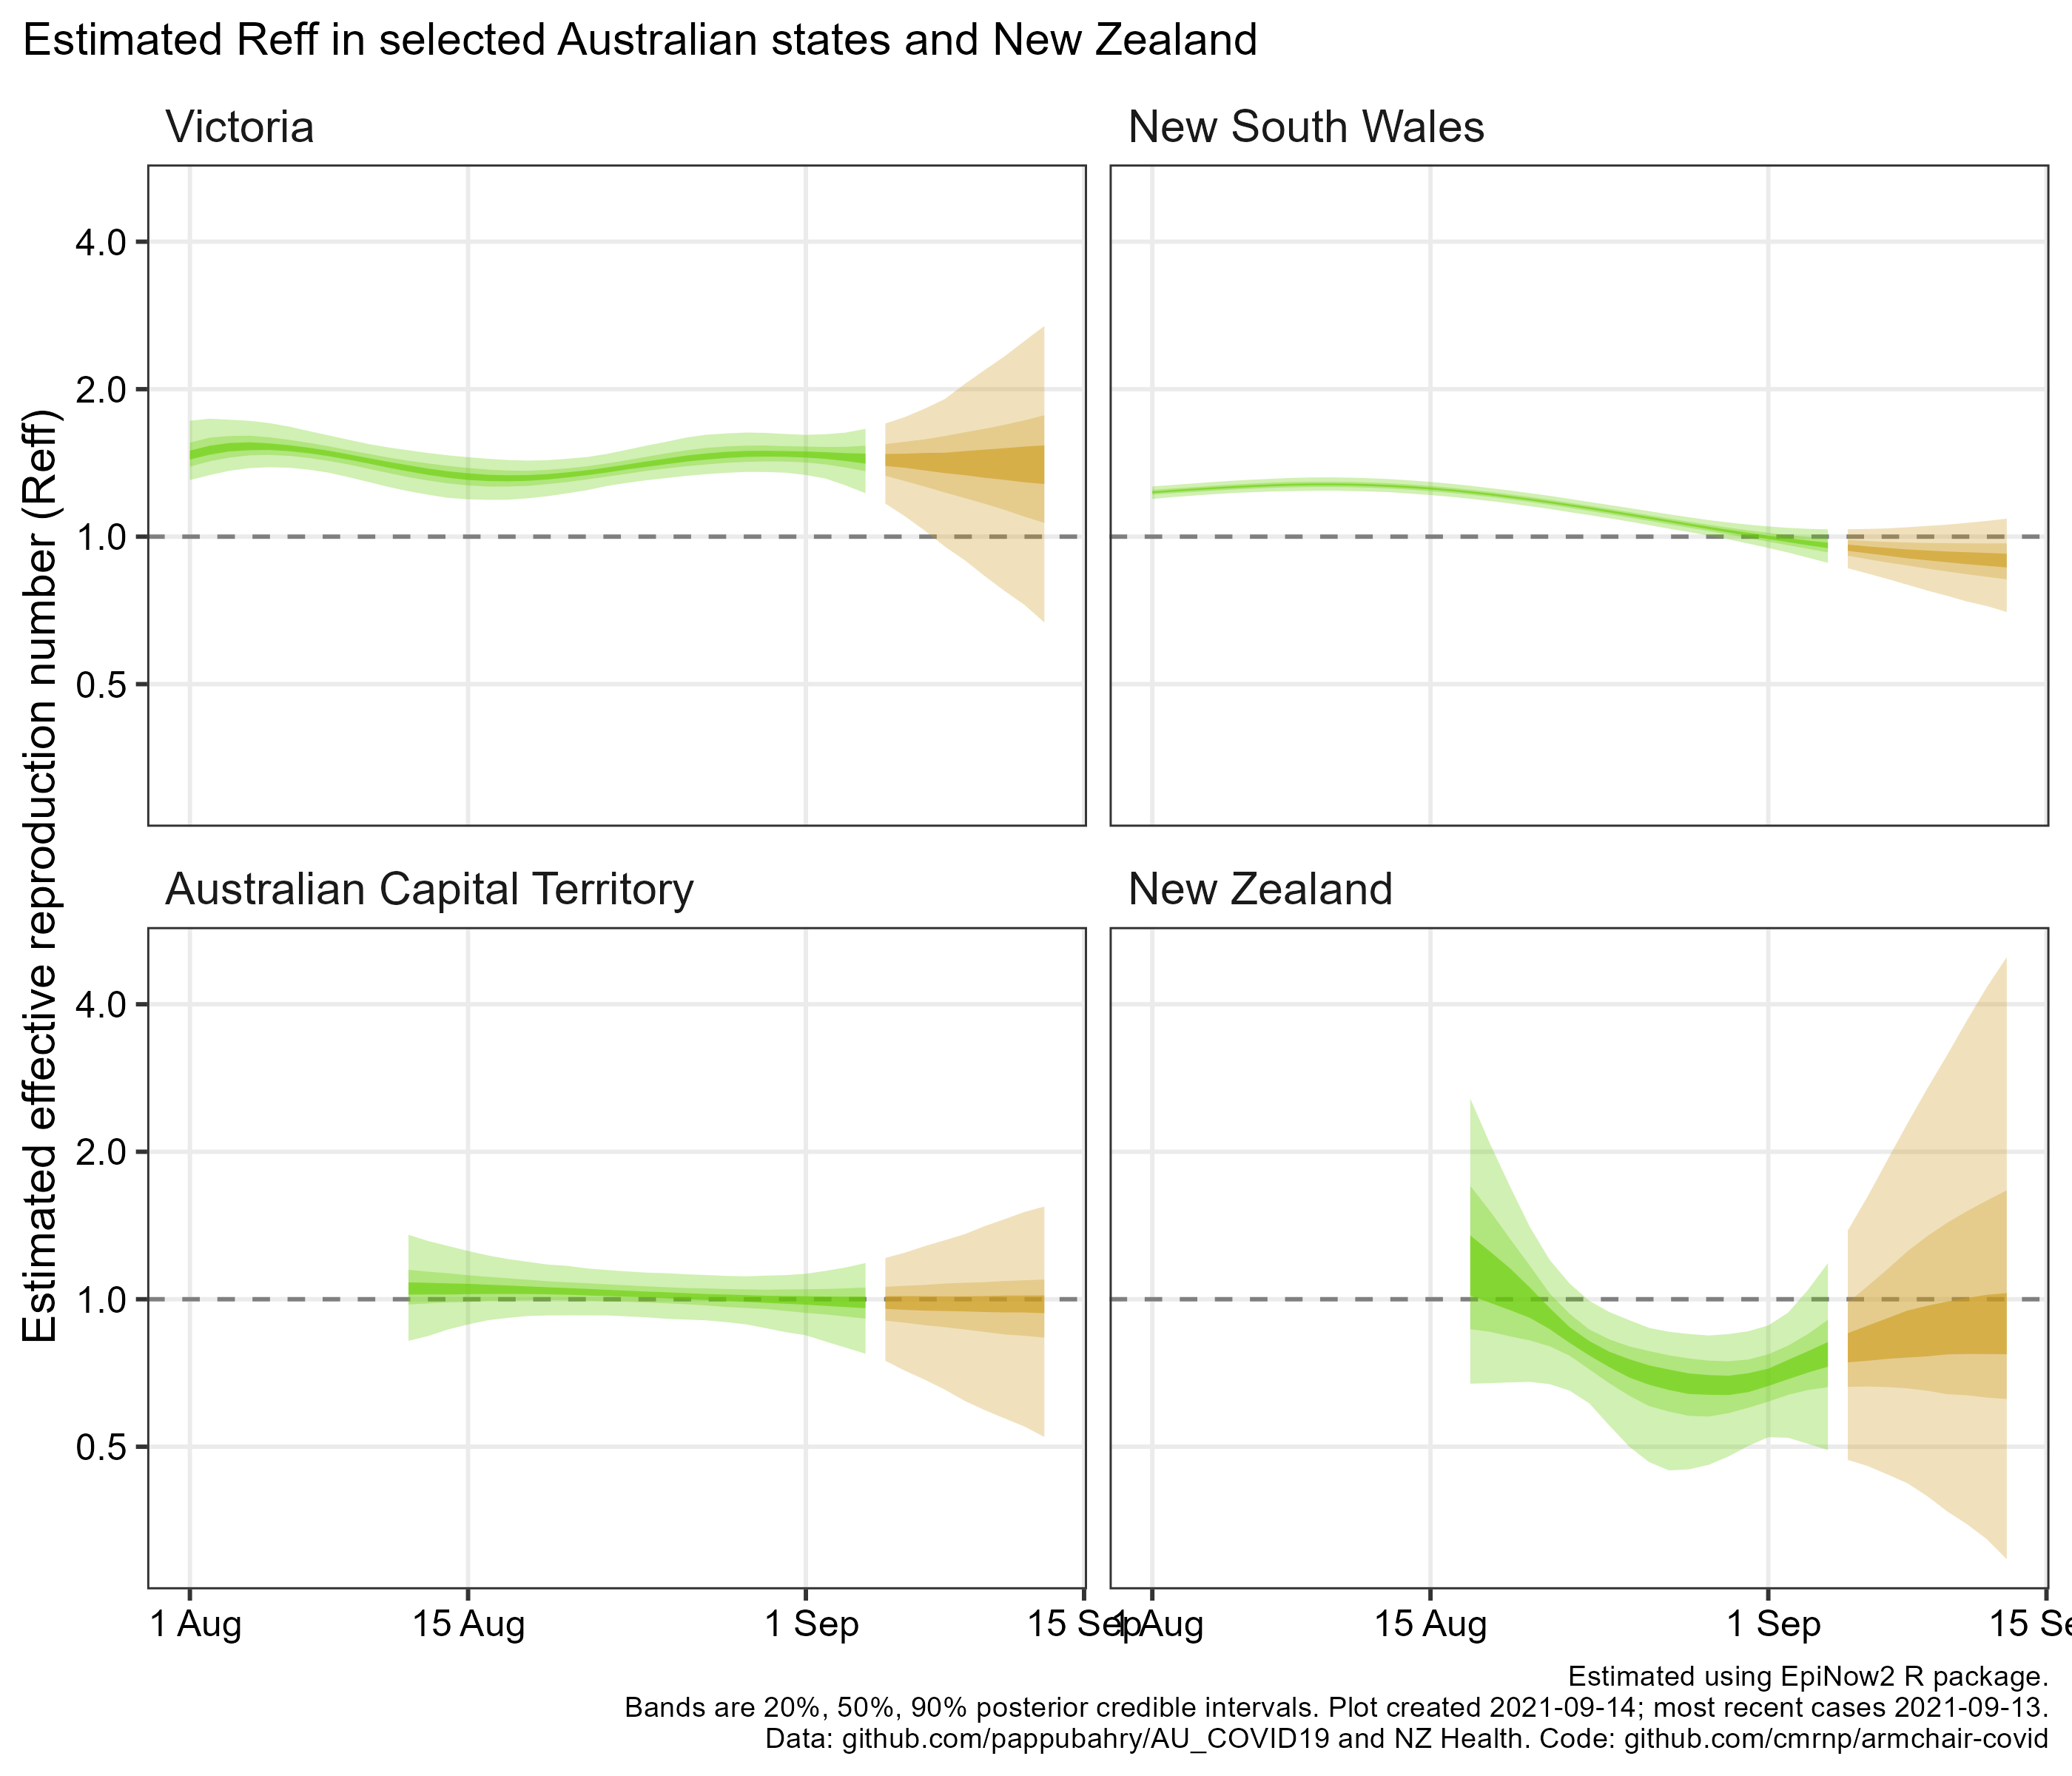 Estimated Reff in selected Australian states and New Zealand
Estimated effective reproduction number (Reff)
Victoria
New South Wales
4.0
2.0
1.0
0.5
Australian Capital Territory
New Zealand
4.0
2.0
1.0
0.5
1 Aug
15 Aug
1 Sep
15 Sep
1 Aug
15 Aug
1 Sep
15 Se
Estimated using EpiNow2 R package.
Bands are 20%, 50%, 90% posterior credible intervals. Plot created 2021-09-14; most recent cases 2021-09-13.
Data: github.com/pappubahry/AU_COVID19 and NZ Health. Code: github.com/cmrnp/armchair-covid